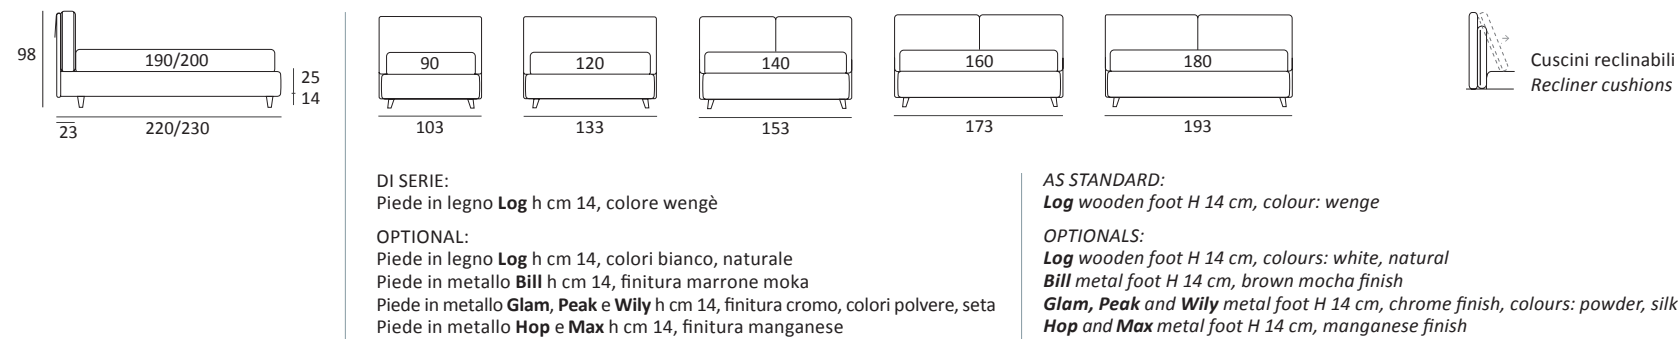 98
190/200
25
14
23
220/230
90
103
120
133
140
153
160
173
180
193
Cuscini reclinabili
Recliner cushions
DI SERIE:
Piede in legno Log h cm 14, colore wengè
OPTIONAL:
Piede in legno Log h cm 14, colori bianco, naturale
Piede in metallo Bill h cm 14, finitura marrone moka
Piede in metallo Glam, Peak e Wily h cm 14, finitura cromo, colori polvere, seta
Piede in metallo Hop e Max h cm 14, finitura manganese
AS STANDARD:
Log wooden foot H 14 cm, colour: wenge
OPTIONALS:
Log wooden foot H 14 cm, colours: white, natural
Bill metal foot H 14 cm, brown mocha finish
Glam, Peak and Wily metal foot H 14 cm, chrome finish, colours: powder, silk
Hop and Max metal foot H 14 cm, manganese finish